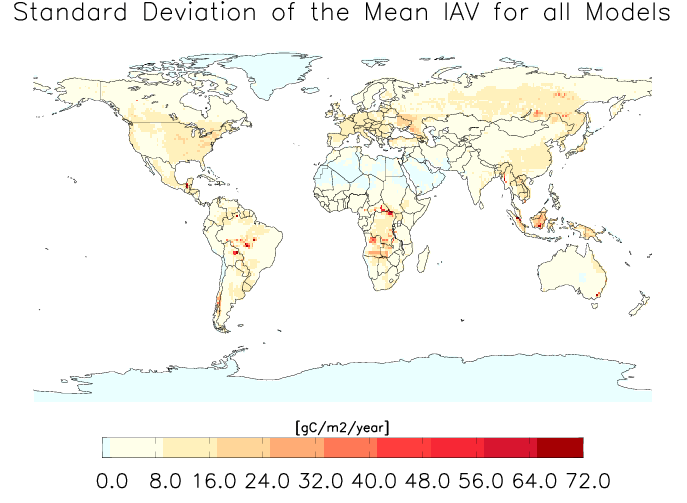 Standard Deviation of the Mean IAV for all Models
[gC/m2/year]
0.0 8.0 16.0 24.0 32.0 40.0 48.0 56.0 64.0 72.0